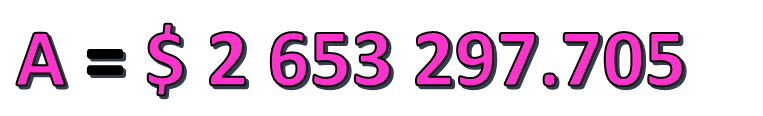 A = $ 2 653 297.705